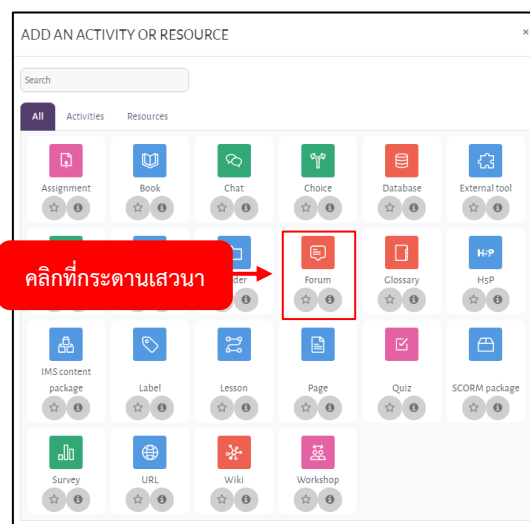 ADD AN ACTIVITY OR RESOURCE ×
Search
All Activities Resources
Assignment Book Chat Choice Database External tool
คลิกที่กระดานเสวนา
Forum Glossary H5P
H-5P
IMS content
package Label Lesson Page Quiz SCORM package
Survey URL Wiki Workshop